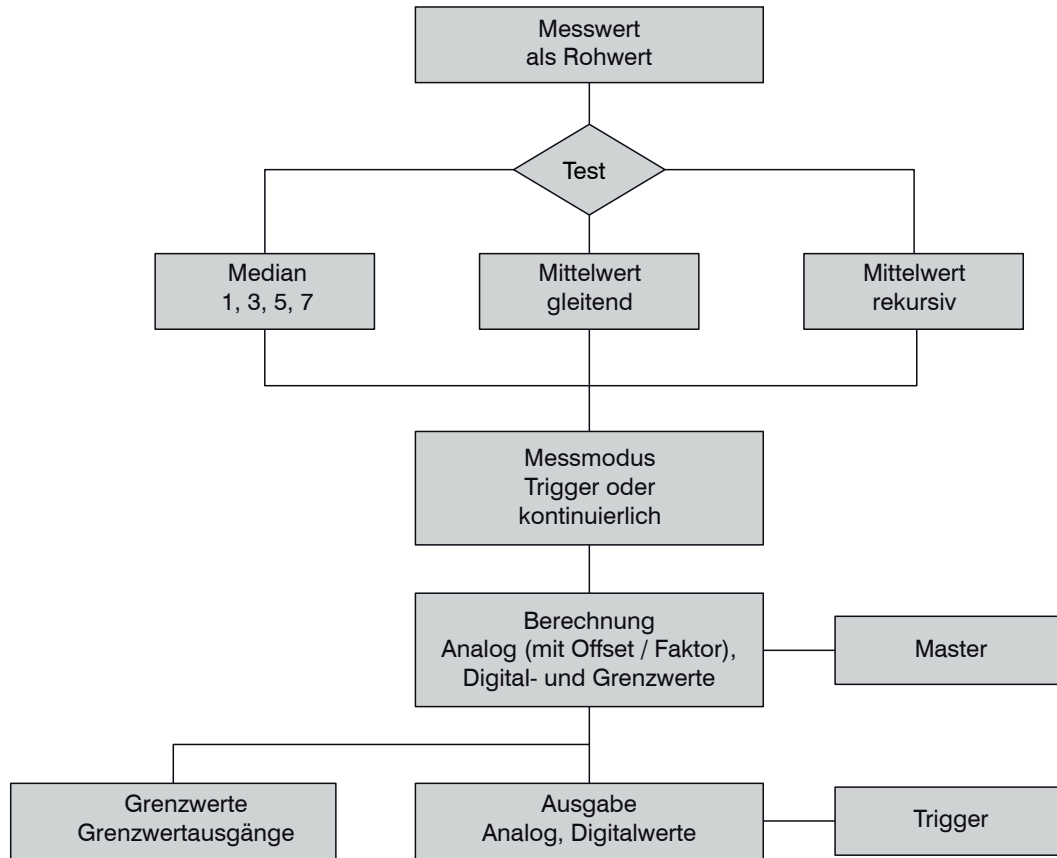 Messwert
als Rohwert
Test
Median
1, 3, 5, 7
Mittelwert
gleitend
Mittelwert
rekursiv
Messmodus
Trigger oder
kontinuierlich
Berechnung
Analog (mit Offset / Faktor),
Digital- und Grenzwerte
Master
Grenzwerte
Grenzwertausgänge
Ausgabe
Analog, Digitalwerte
Trigger